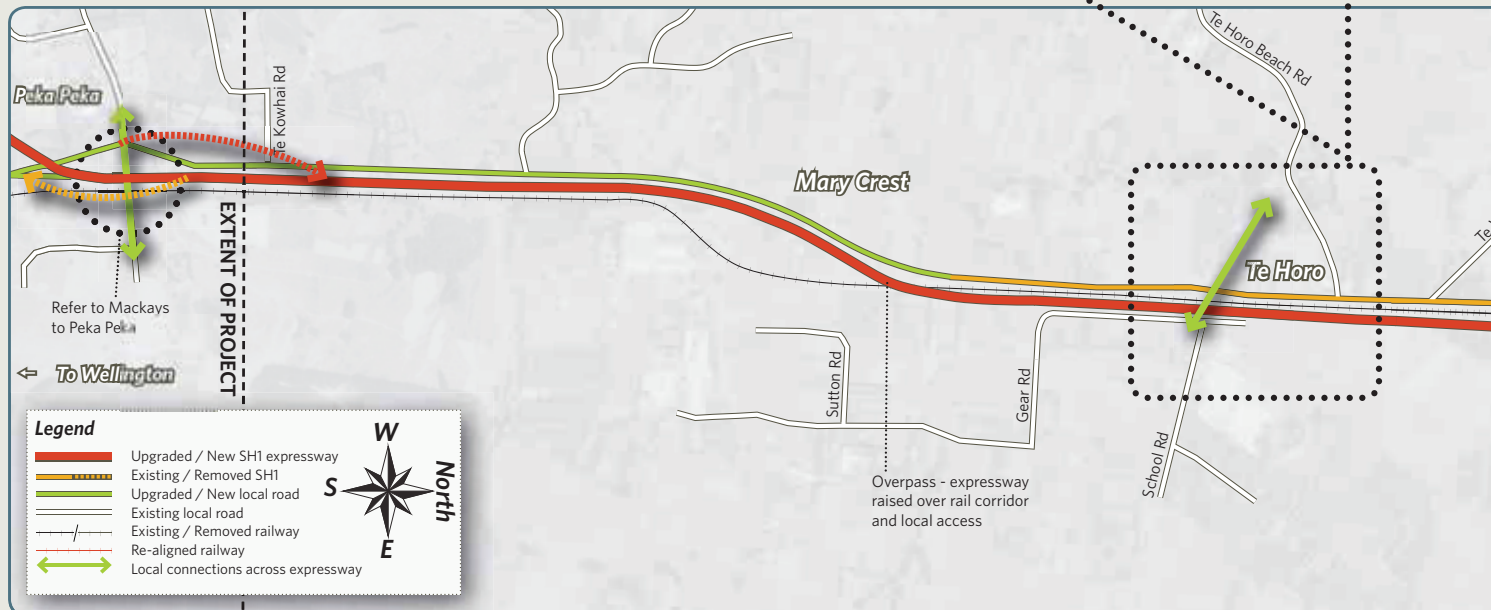 Te Horo Beach Rd
Peka Peka
Te Kowhai Rd
Mary Crest
Te Horo
EXTENT OF PROJECT
Refer to Mackays
to Peka Peka
To Wellington
Sutton Rd
Gear Rd
School Rd
Overpass - expressway
raised over rail corridor
and local access
Legend
Upgraded / New SH1 expressway
Existing / Removed SH1
Upgraded / New local road
Existing local road
Existing / Removed railway
Re-aligned railway
Local connections across expressway
W
S
North
E